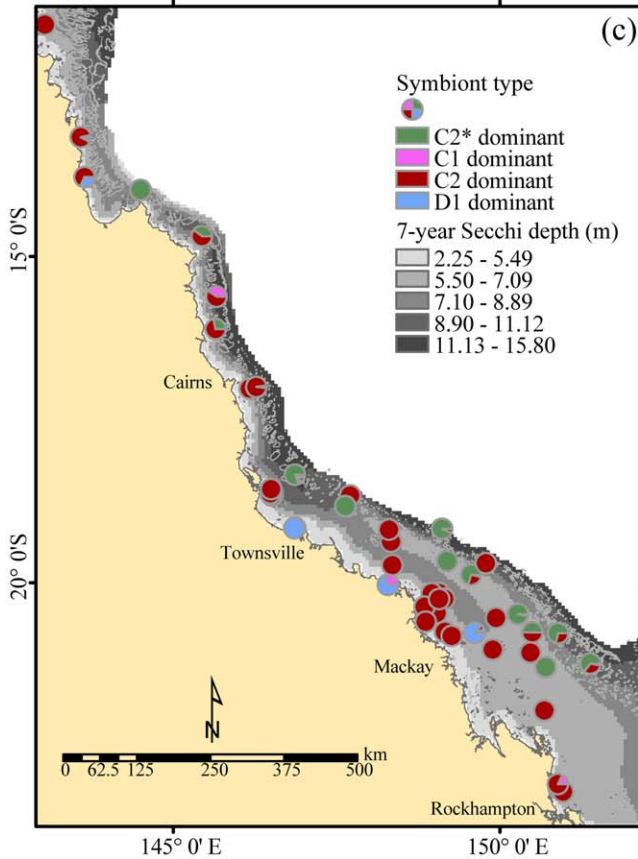 (c)
Symbiont type
C2* dominant
C1 dominant
C2 dominant
D1 dominant
7-year Secchi depth (m)
2.25 - 5.49
5.50 - 7.09
7.10 - 8.89
8.90 - 11.12
11.13 - 15.80
15° 0'S
Cairns
Townsville
20° 0'S
Mackay
N
km
0 62.5 125 250 375 500
Rockhampton
145° 0' E 150° 0' E